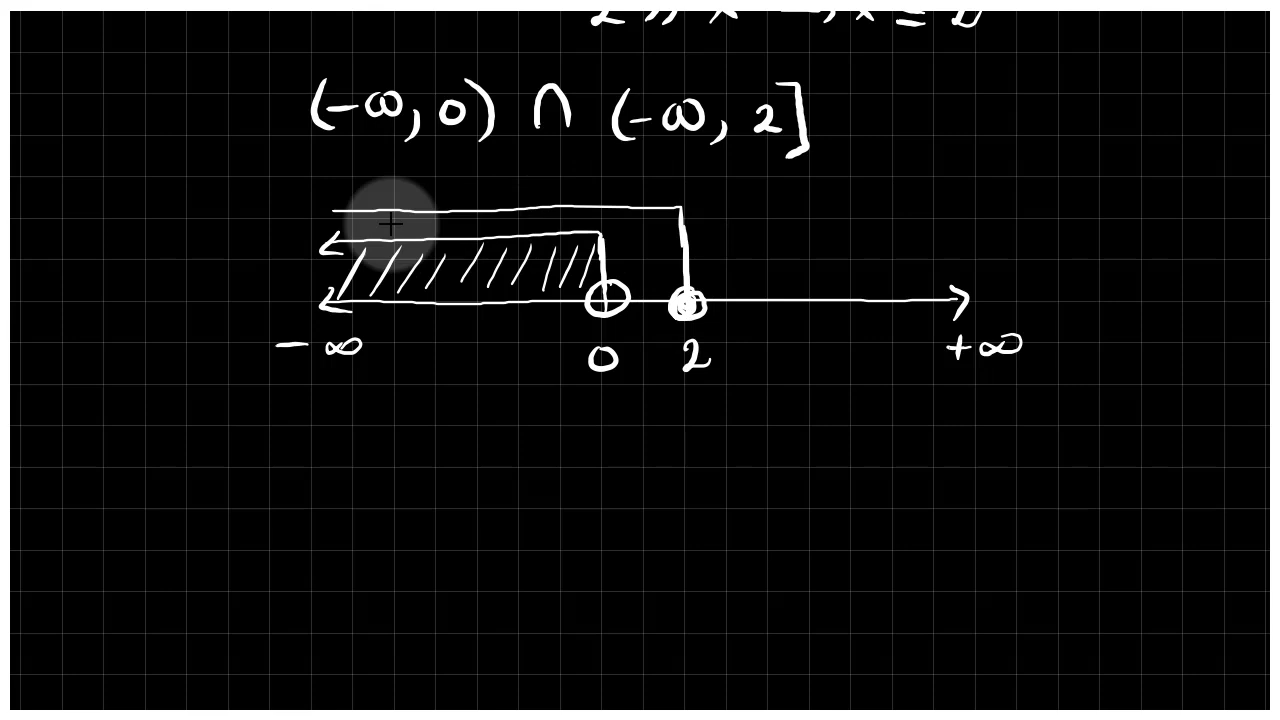 (-∞, 0) ∩ (-∞, 2]
-∞ 0 2 +∞